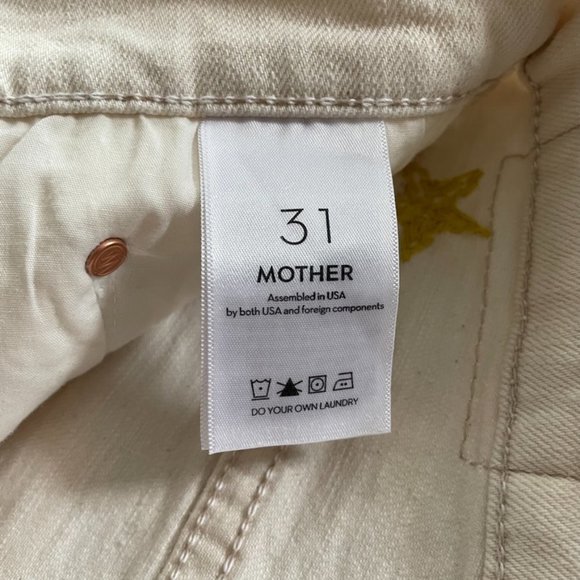 31
MOTHER
Assembled in USA
by both USA and foreign components
DO YOUR OWN LAUNDRY